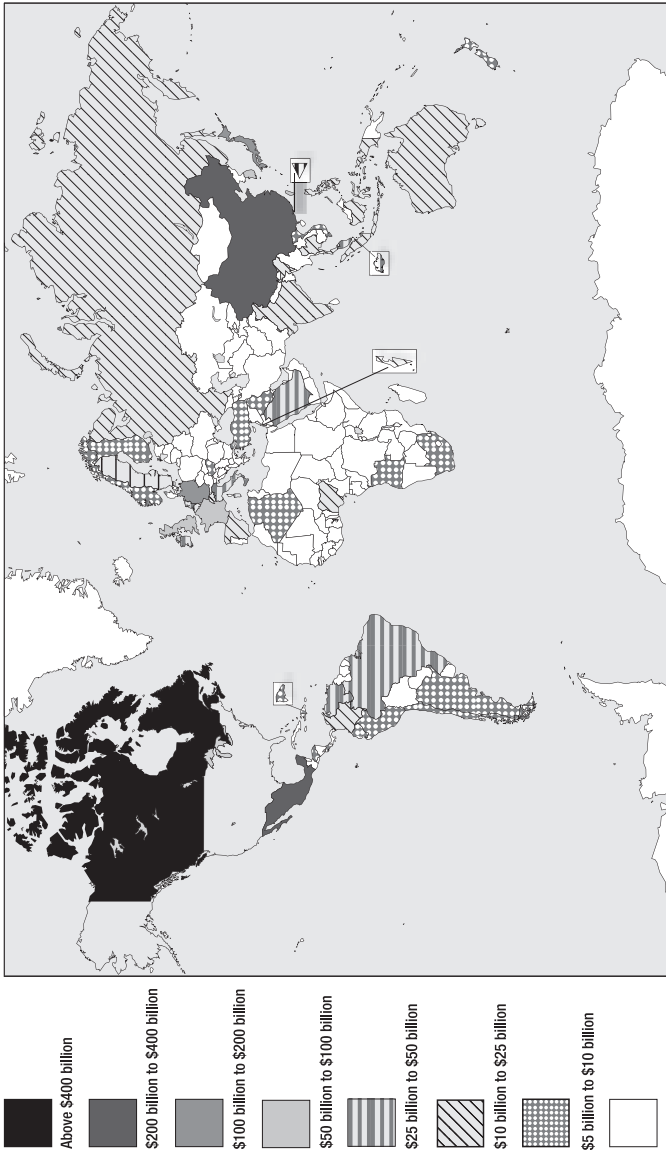 Above $400 billion
$200 billion to $400 billion
$100 billion to $200 billion
$50 billion to $100 billion
$25 billion to $50 billion
$10 billion to $25 billion
$5 billion to $10 billion